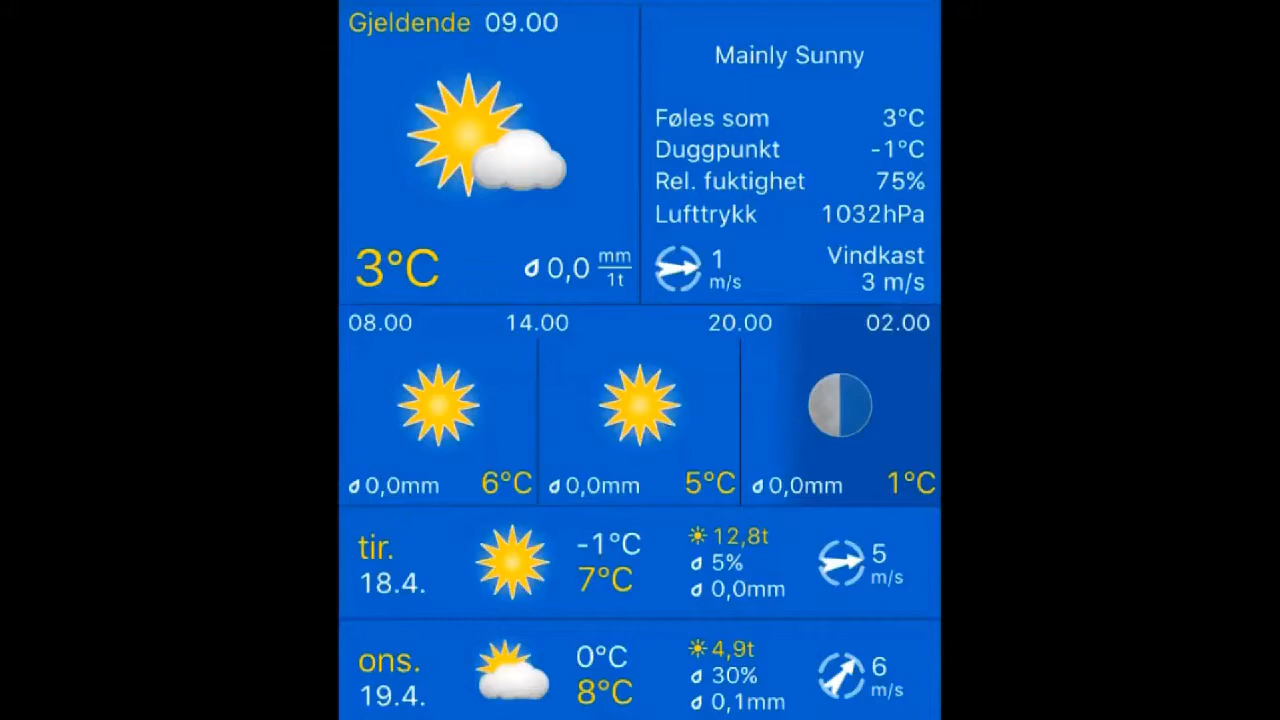 Gjeldende 09.00
3°C
0,0 mm
1t
Mainly Sunny
Føles som 3°C
Duggpunkt -1°C
Rel. fuktighet 75%
Lufttrykk 1032hPa
1 m/s
Vindkast
3 m/s
08.00 14.00 20.00 02.00
0,0mm 6°C 0,0mm 5°C 0,0mm 1°C
tir.
18.4.
-1°C
7°C
12,8t
5%
0,0mm
5
m/s
ons.
19.4.
0°C
8°C
4,9t
30%
0,1mm
6
m/s